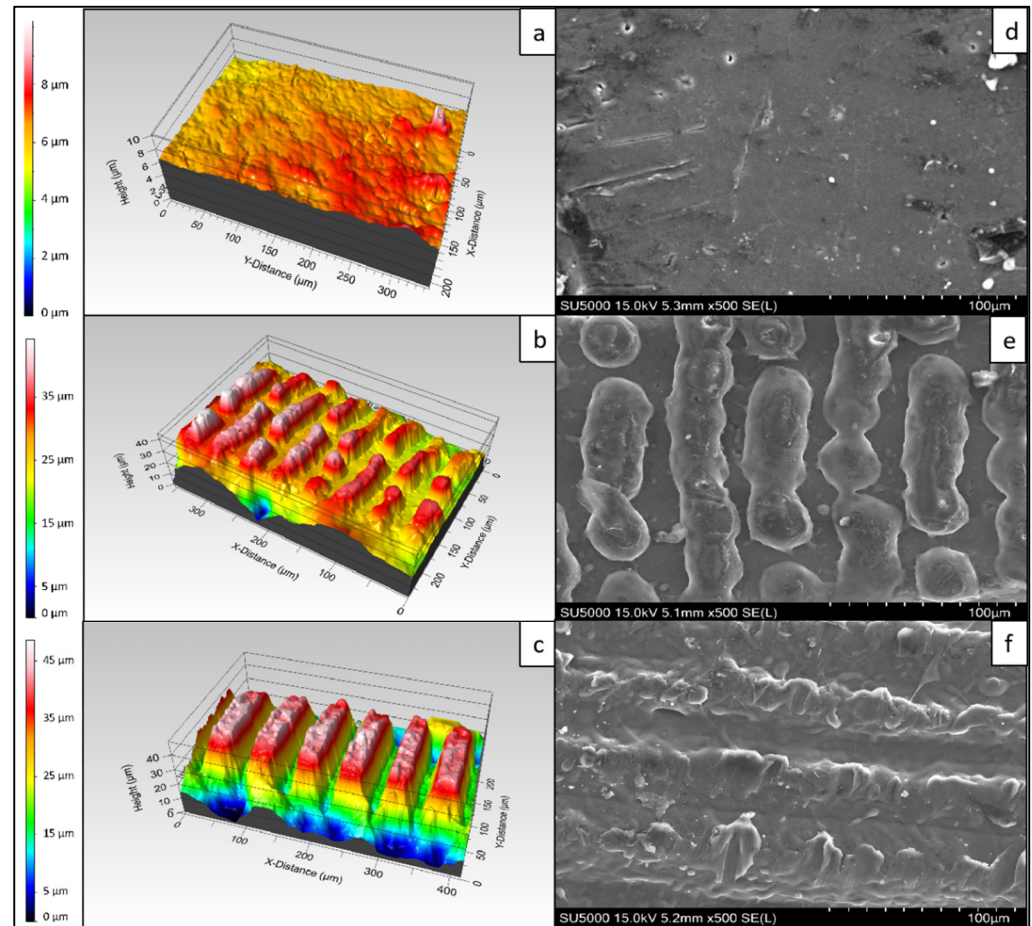 a
8 µm
6 µm
4 µm
2 µm
0 µm
10
8
6
4
2
0
Height (µm)
0
50
100
150
200
250
300
Y-Distance (µm)
0
50
100
150
200
X-Distance (µm)
d
SU5000 15.0kV 5.3mm x500 SE(L)
100µm
b
35 µm
25 µm
15 µm
5 µm
0 µm
40
30
20
10
0
Height (µm)
300
200
100
0
X-Distance (µm)
0
50
100
150
200
Y-Distance (µm)
e
SU5000 15.0kV 5.1mm x500 SE(L)
100µm
c
45 µm
35 µm
25 µm
15 µm
5 µm
0 µm
40
30
20
10
Height (µm)
0
100
200
300
400
X-Distance (µm)
200
150
100
50
0
Y-Distance (µm)
f
SU5000 15.0kV 5.2mm x500 SE(L)
100µm